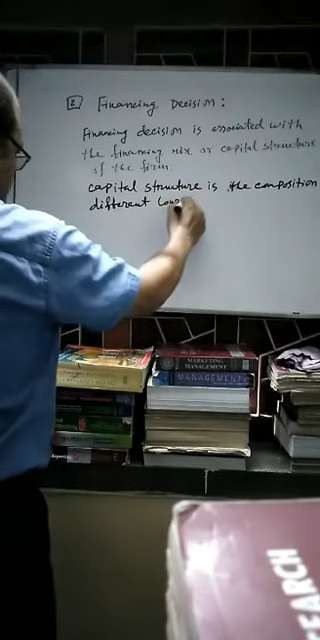 2 Financing Decision:
Financing decision is associated with
the financing mix or capital structure
of the firm.
capital structure is the composition
different
MARKETING
MANAGEMENT
MANAGEMENT
EARCH